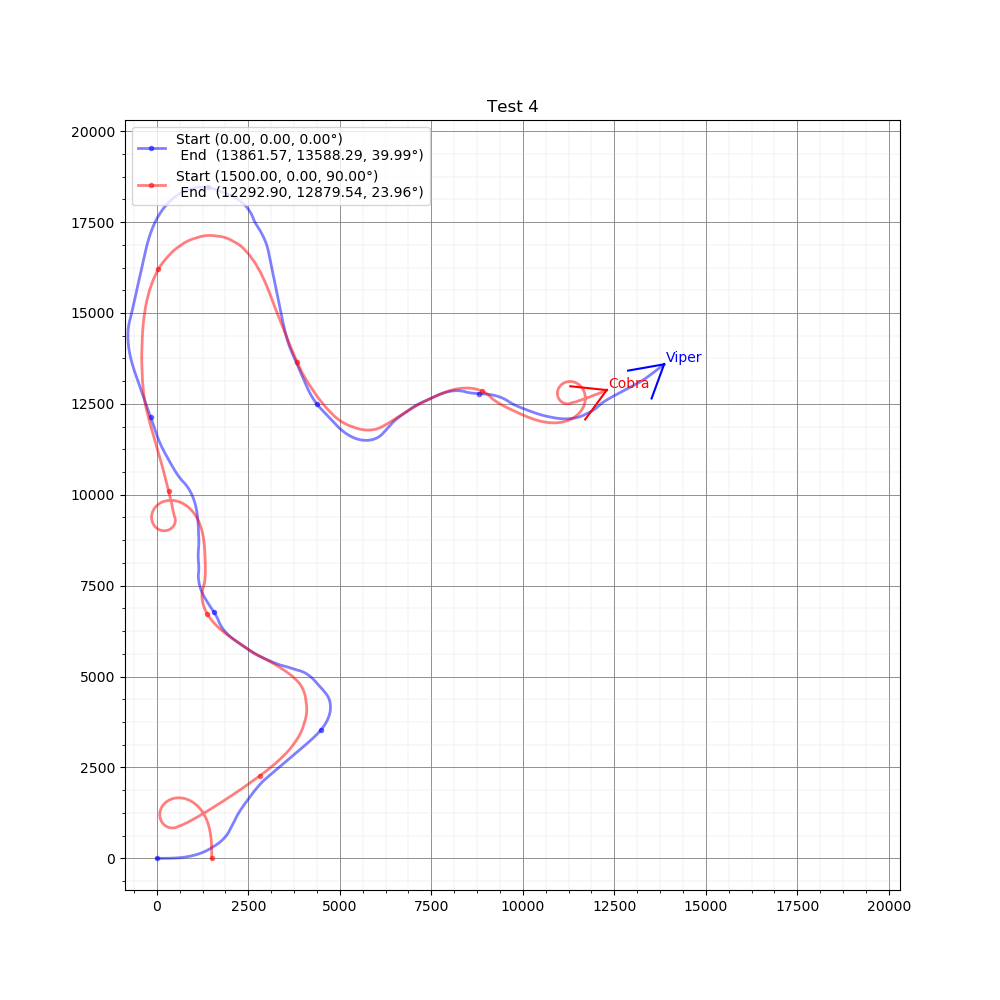 Test 4
Start (0.00, 0.00, 0.00°)
End (13861.57, 13588.29, 39.99°)
Start (1500.00, 0.00, 90.00°)
End (12292.90, 12879.54, 23.96°)
20000
17500
15000
12500
10000
7500
5000
2500
0
Viper
Cobra
0 2500 5000 7500 10000 12500 15000 17500 20000